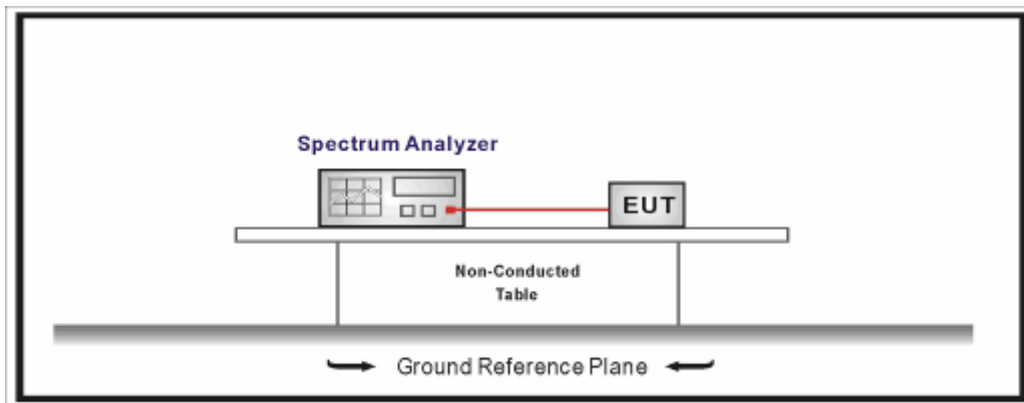 Spectrum Analyzer
EUT
Non-Conducted
Table
Ground Reference Plane